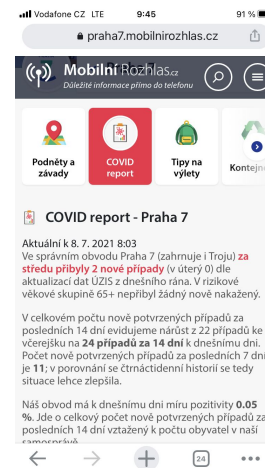 Vodafone CZ LTE 9:45 91 %
praha7.mobilnirozhlas.cz
Mobilní Rozhlas.cz
Důležité informace přímo do telefonu
Podněty a
závady
COVID
report
Tipy na
výlety
Kontejne
COVID report - Praha 7
Aktuální k 8. 7. 2021 8:03
Ve správním obvodu Praha 7 (zahrnuje i Troju) za
středu přibyly 2 nové případy (v úterý 0) dle
aktualizací dat ÚZIS z dnešního rána. V rizikové
věkové skupině 65+ nepřibyl žádný nově nakažený.
V celkovém počtu nově potvrzených případů za
posledních 14 dní evidujeme nárůst z 22 případů ke
včerejšku na 24 případů za 14 dní k dnešnímu dni.
Počet nově potvrzených případů za posledních 7 dní
je 11; v porovnání se čtrnáctidenní historií se tedy
situace lehce zlepšila.
Náš obvod má k dnešnímu dni míru pozitivity 0.05
%. Jde o celkový počet nově potvrzených případů za
posledních 14 dní vztažený k počtu obyvatel v naší
samosprávě
24